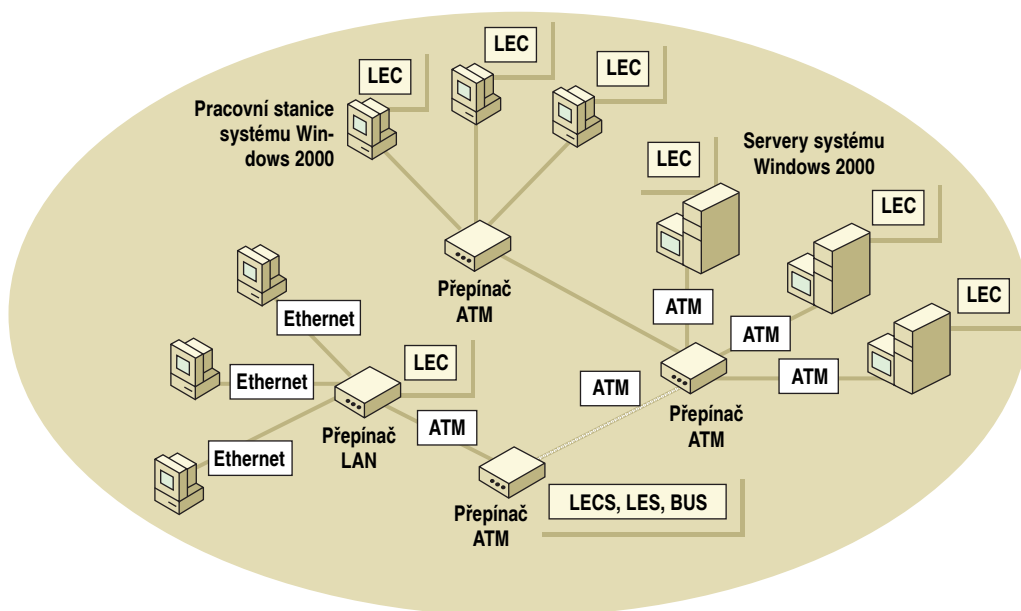 LEC
LEC
LEC
Pracovní stanice
systému Win-
dows 2000
Servery systému
Windows 2000
LEC
LEC
LEC
Přepínač
ATM
Ethernet
Ethernet
Ethernet
LEC
Přepínač
LAN
ATM
ATM
ATM
ATM
ATM
Přepínač
ATM
Přepínač
ATM
LECS, LES, BUS